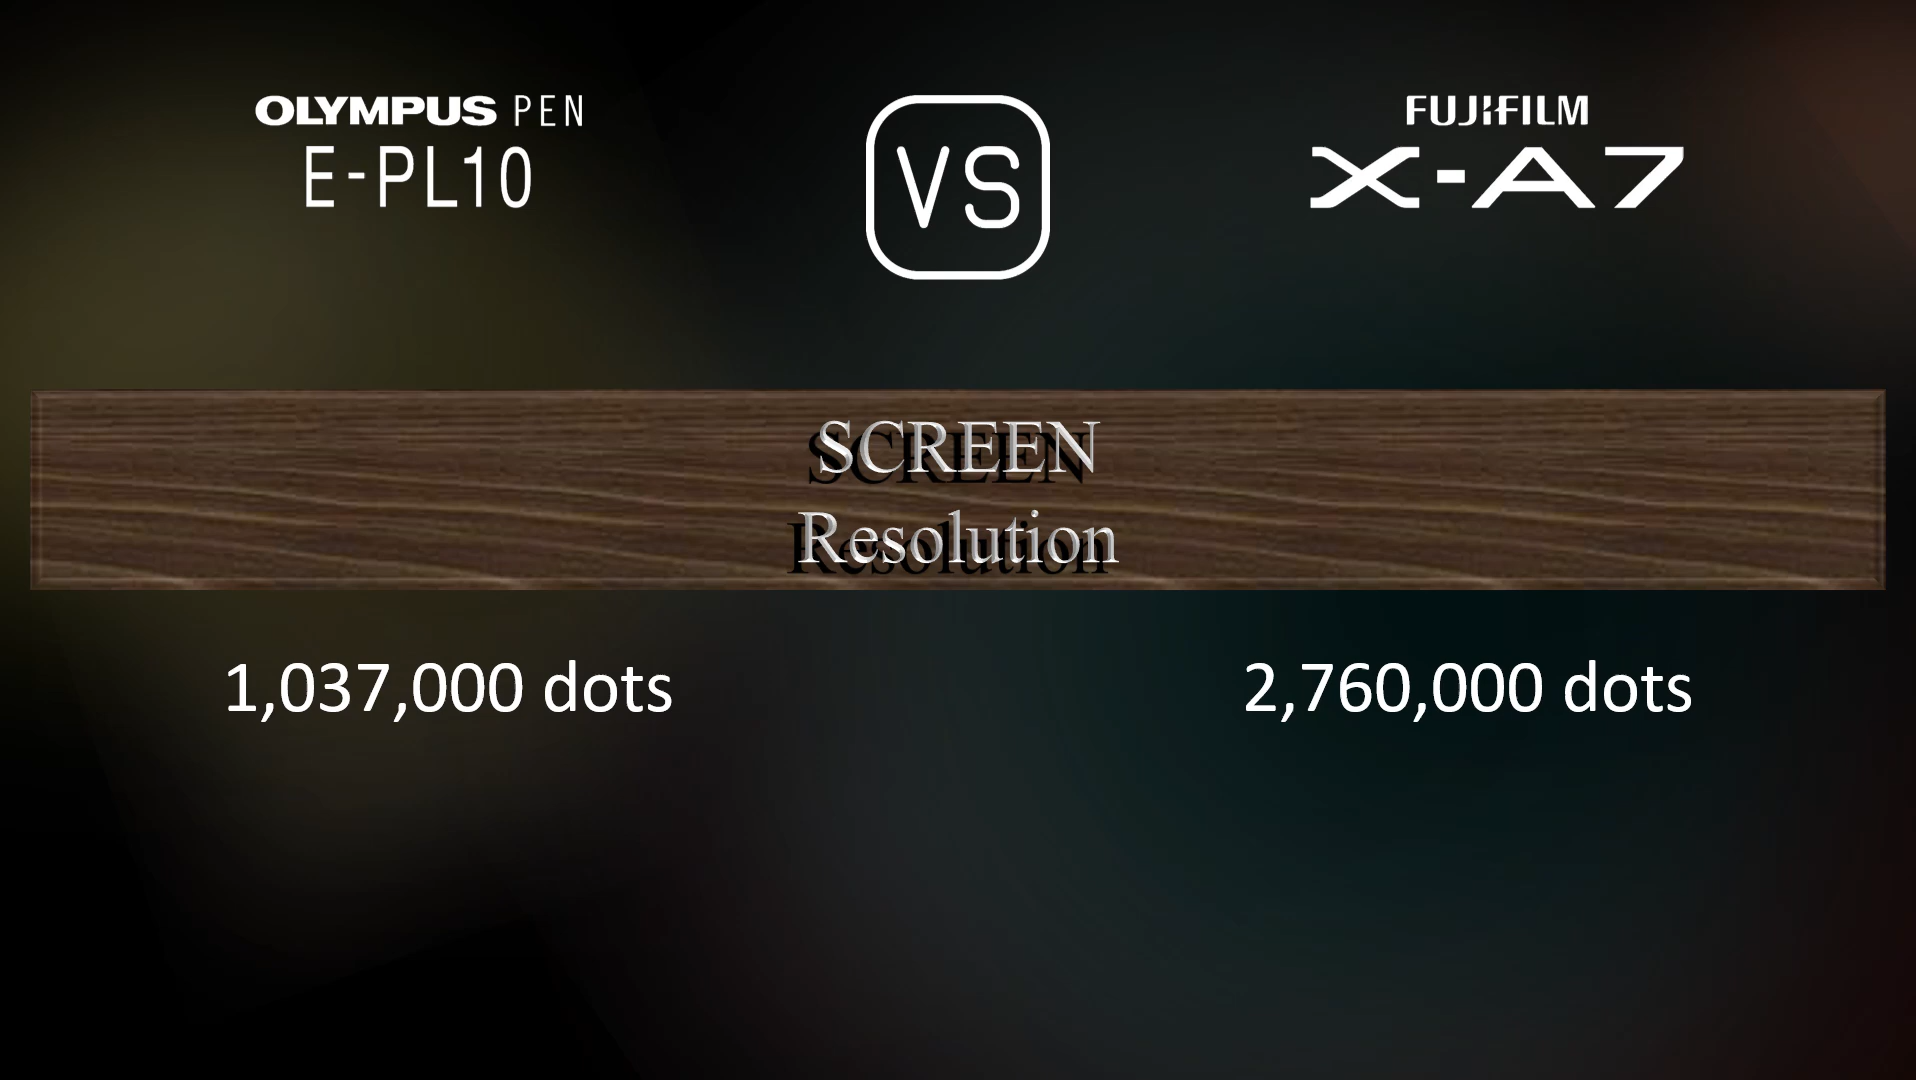 OLYMPUS PEN
E-PL10
VS
FUJIFILM
X-A7
SCREEN
Resolution
1,037,000 dots
2,760,000 dots